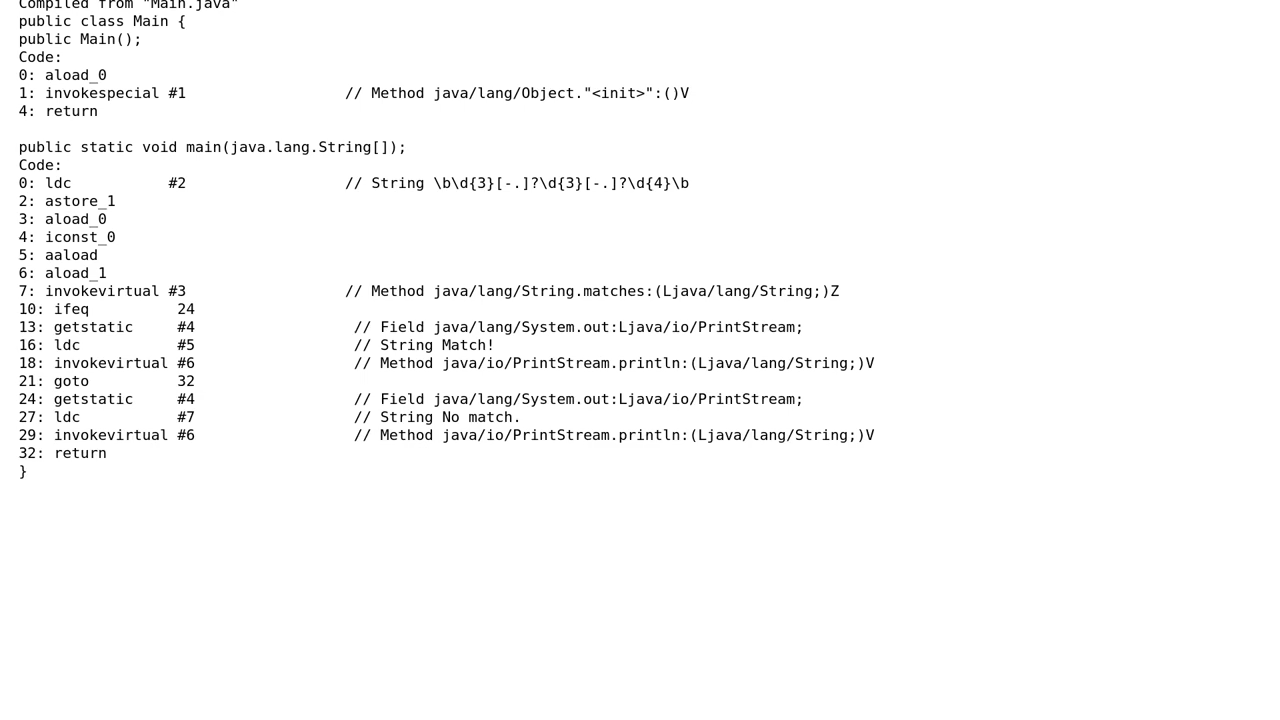 Compiled from "Main.java"
public class Main {
public Main();
Code:
0: aload_0
1: invokespecial #1                  // Method java/lang/Object."<init>":()V
4: return

public static void main(java.lang.String[]);
Code:
0: ldc           #2                  // String \b\d{3}[-.]?\d{3}[-.]?\d{4}\b
2: astore_1
3: aload_0
4: iconst_0
5: aaload
6: aload_1
7: invokevirtual #3                  // Method java/lang/String.matches:(Ljava/lang/String;)Z
10: ifeq          24
13: getstatic     #4                  // Field java/lang/System.out:Ljava/io/PrintStream;
16: ldc           #5                  // String Match!
18: invokevirtual #6                  // Method java/io/PrintStream.println:(Ljava/lang/String;)V
21: goto          32
24: getstatic     #4                  // Field java/lang/System.out:Ljava/io/PrintStream;
27: ldc           #7                  // String No match.
29: invokevirtual #6                  // Method java/io/PrintStream.println:(Ljava/lang/String;)V
32: return
}